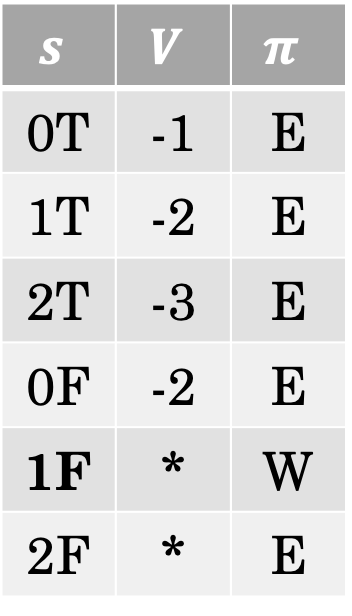 s V π
0T -1 E
1T -2 E
2T -3 E
0F -2 E
1F * W
2F * E